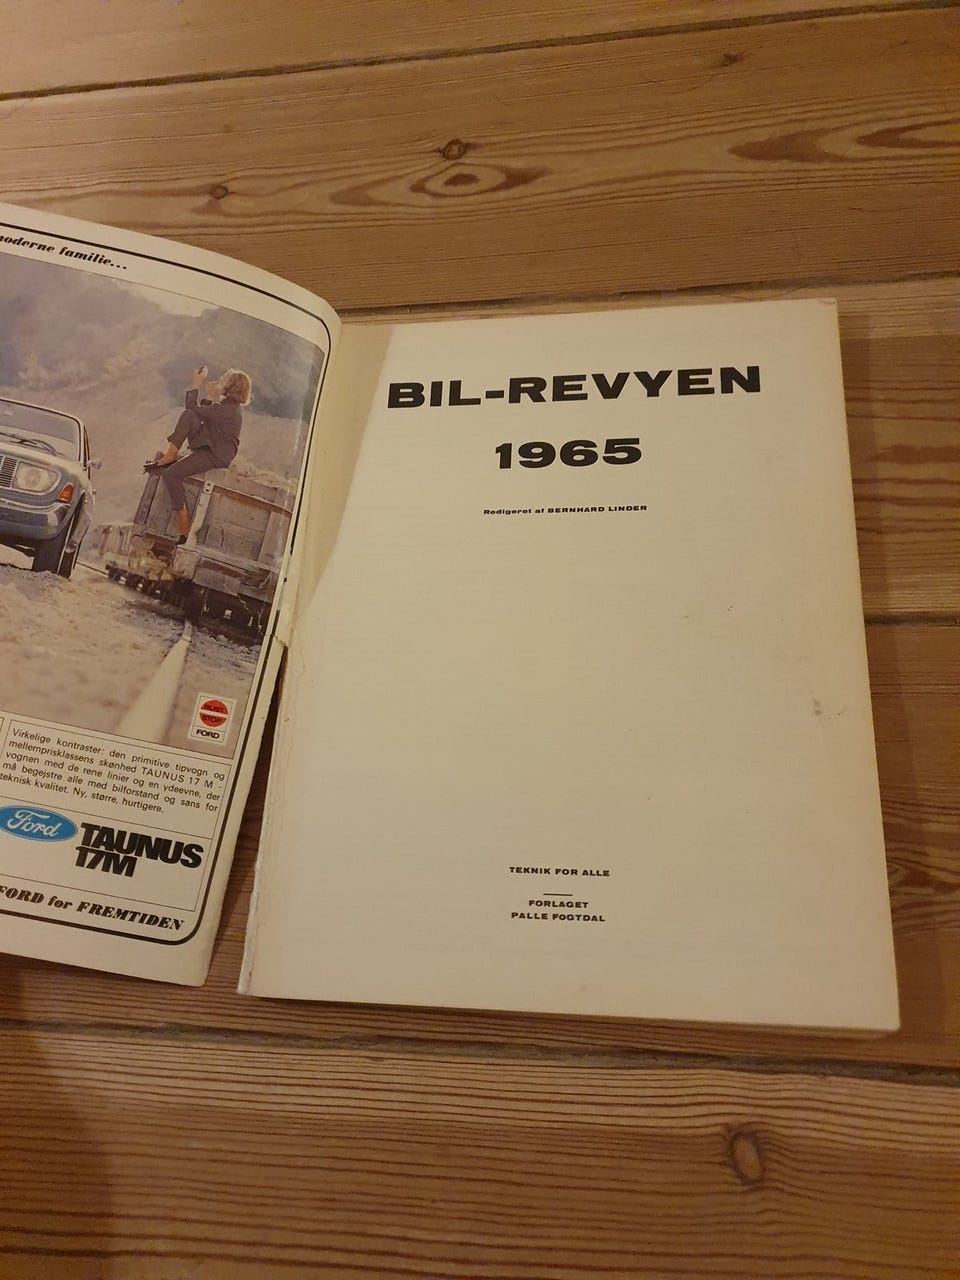 moderne familie...
RUST
STOP
FORD
Virkelige kontraster: den primitive tipvogn og
mellemprisklassens skønhed TAUNUS 17 M -
vognen med de rene linier og en ydeevne, der
må begejstre alle med bilforstand og sans for
teknisk kvalitet. Ny, større, hurtigere.
Ford
TAUNUS
17M
FORD for FREMTIDEN
BIL-REVYEN
1965
Redigeret af BERNHARD LINDER
TEKNIK FOR ALLE
FORLAGET
PALLE FOGTDAL